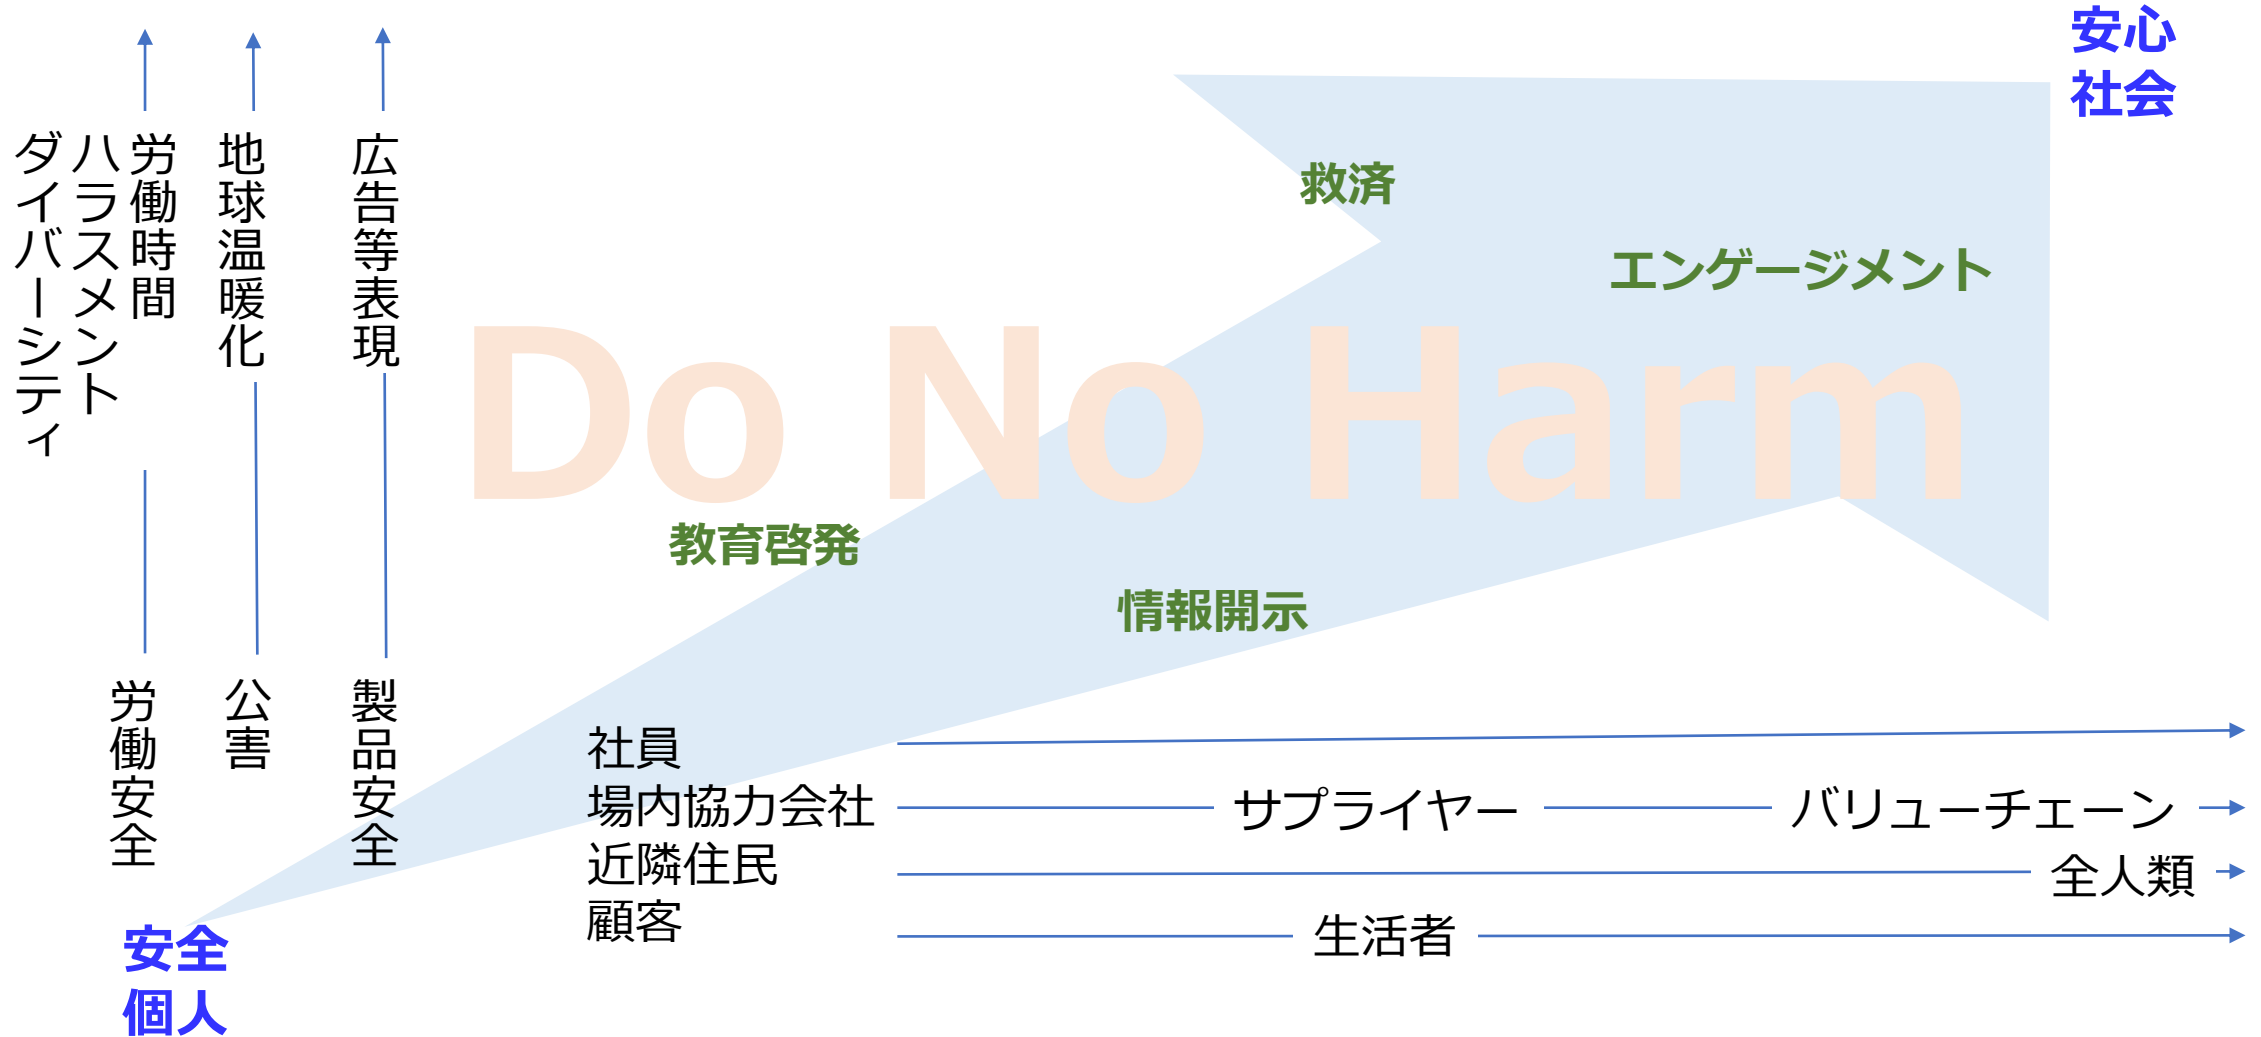 安心
社会
労働時間
ハラスメント
ダイバーシティ
地球温暖化
広告等表現
救済
エンゲージメント
Do No Harm
教育啓発
情報開示
労働安全
公害
製品安全
社員
場内協力会社
サプライヤー
バリューチェーン
近隣住民
全人類
顧客
生活者
安全
個人